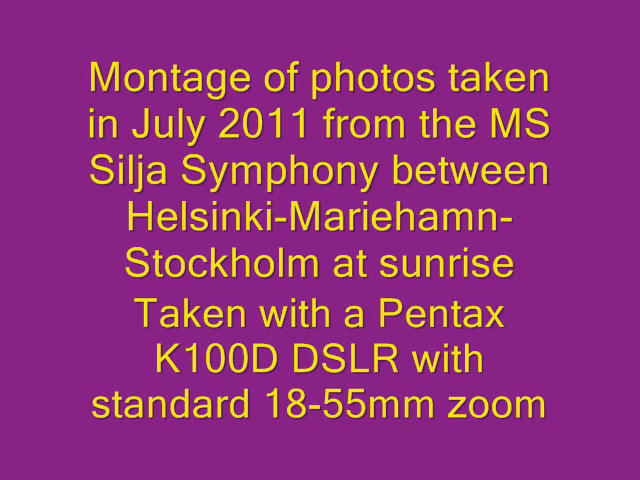 Montage of photos taken
in July 2011 from the MS
Silja Symphony between
Helsinki-Mariehamn-
Stockholm at sunrise
Taken with a Pentax
K100D DSLR with
standard 18-55mm zoom